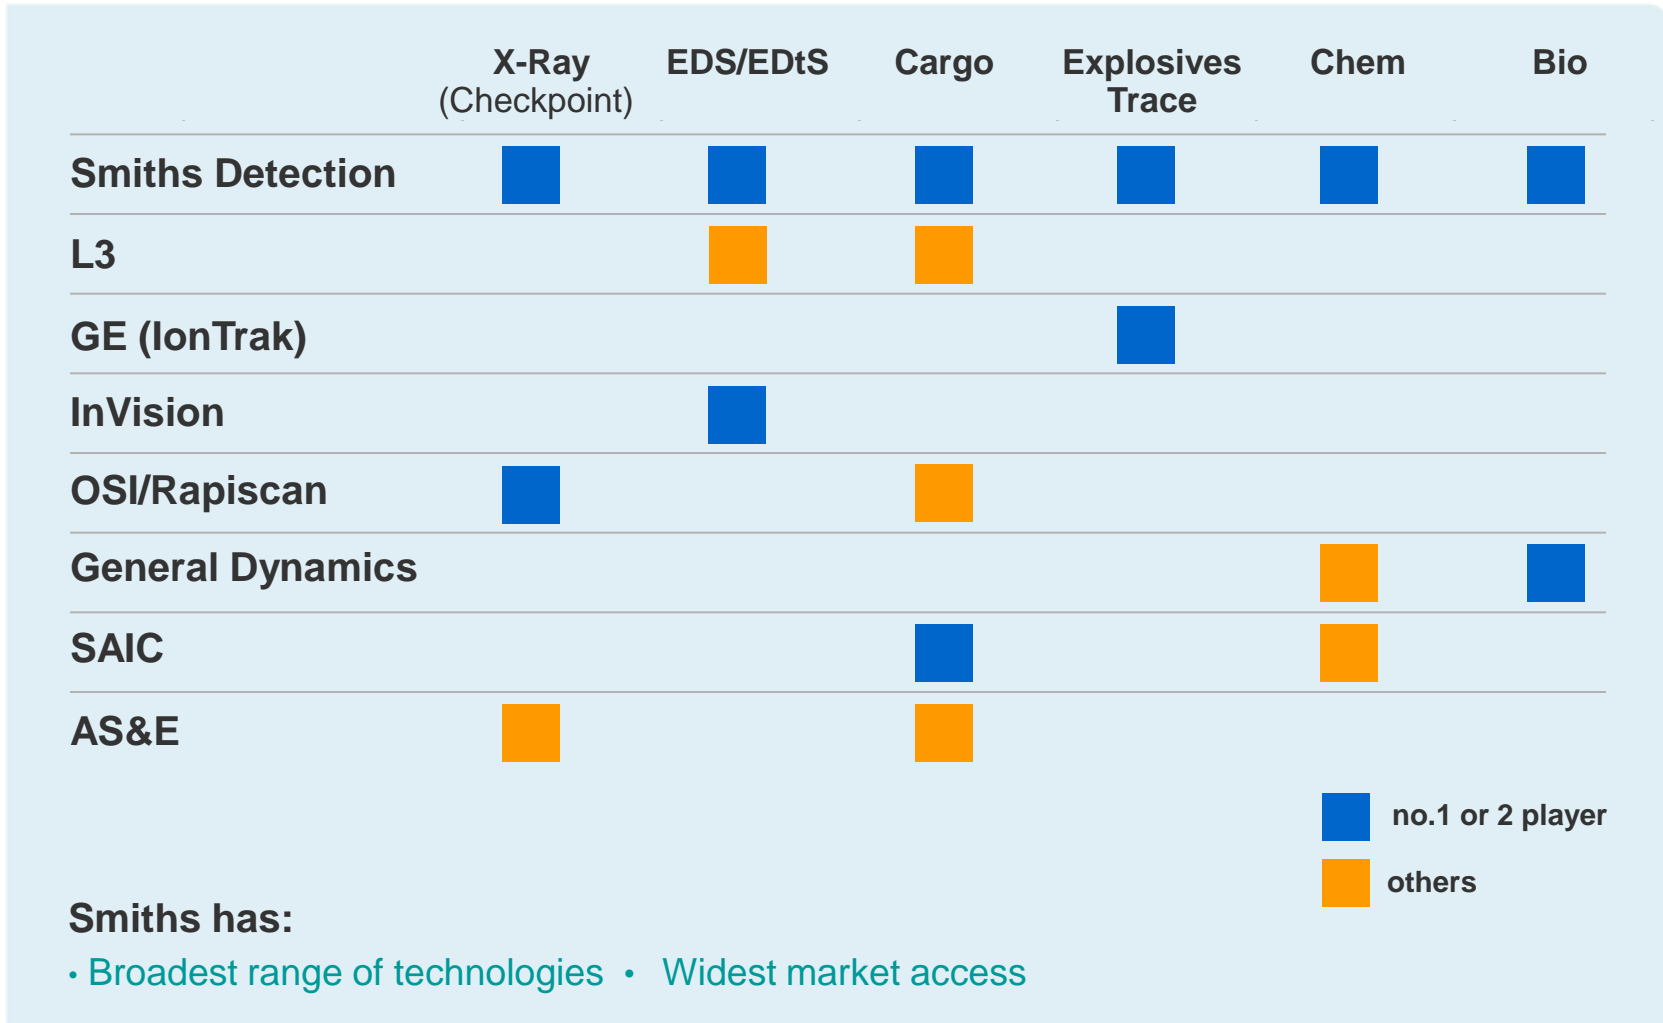 X-Ray EDS/EDtS Cargo Explosives Chem Bio
(Checkpoint) Trace
Smiths Detection
L3
GE (IonTrak)
InVision
OSI/Rapiscan
General Dynamics
SAIC
AS&E
no.1 or 2 player
others
Smiths has:
• Broadest range of technologies • Widest market access